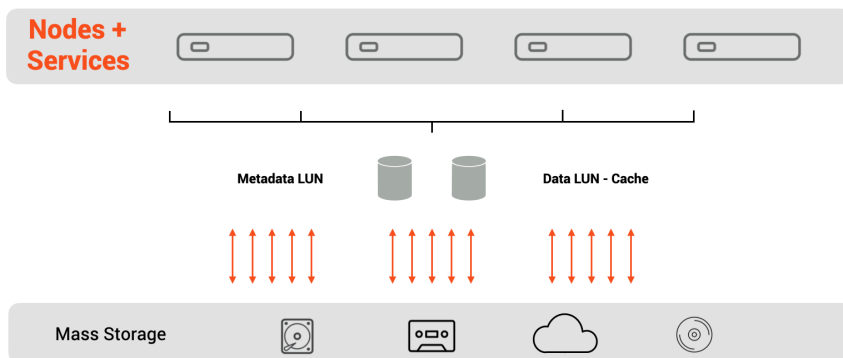 Nodes +
Services
Metadata LUN
Data LUN - Cache
Mass Storage